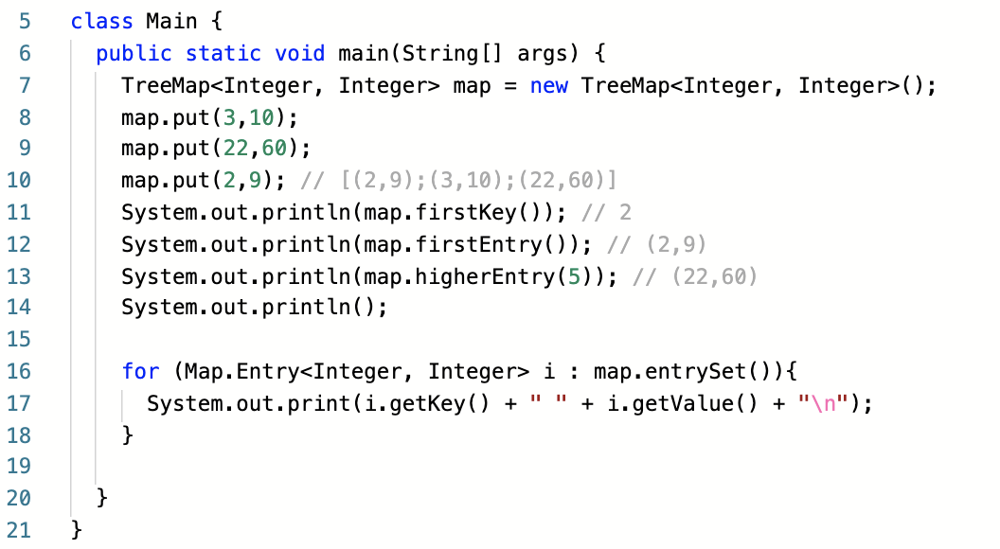 5 class Main {
6 public static void main(String[] args) {
7 TreeMap<Integer, Integer> map = new TreeMap<Integer, Integer>();
8 map.put(3,10);
9 map.put(22,60);
10 map.put(2,9); // [(2,9);(3,10);(22,60)]
11 System.out.println(map.firstKey()); // 2
12 System.out.println(map.firstEntry()); // (2,9)
13 System.out.println(map.higherEntry(5)); // (22,60)
14 System.out.println();
15
16 for (Map.Entry<Integer, Integer> i : map.entrySet()){
17 System.out.print(i.getKey() + " " + i.getValue() + "\n");
18 }
19
20 }
21 }